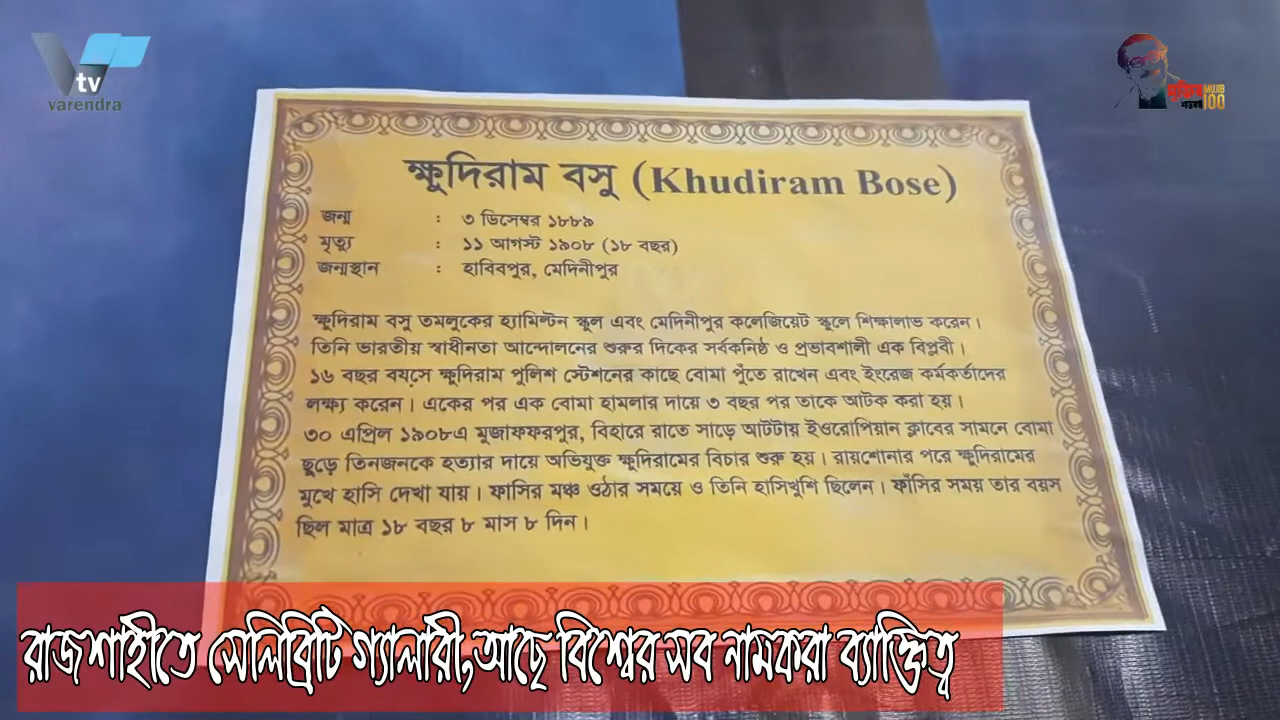 tv
varendra
মুজিব
শতবর্ষ
MUJIB
100
ক্ষুদিরাম বসু (Khudiram Bose)
জন্ম : ৩ ডিসেম্বর ১৮৮৯
মৃত্যু : ১১ আগস্ট ১৯০৮ (১৮ বছর)
জন্মস্থান : হাবিবপুর, মেদিনীপুর
ক্ষুদিরাম বসু তমলুকের হ্যামিল্টন স্কুল এবং মেদিনীপুর কলেজিয়েট স্কুলে শিক্ষালাভ করেন।
তিনি ভারতীয় স্বাধীনতা আন্দোলনের শুরুর দিকের সর্বকনিষ্ঠ ও প্রভাবশালী এক বিপ্লবী।
১৬ বছর বয়সে ক্ষুদিরাম পুলিশ স্টেশনের কাছে বোমা পুঁতে রাখেন এবং ইংরেজ কর্মকর্তাদের
লক্ষ্য করেন। একের পর এক বোমা হামলার দায়ে ৩ বছর পর তাকে আটক করা হয়।
৩০ এপ্রিল ১৯০৮এ মুজাফফরপুর, বিহারে রাতে সাড়ে আটটায় ইওরোপিয়ান ক্লাবের সামনে বোমা
ছুড়ে তিনজনকে হত্যার দায়ে অভিযুক্ত ক্ষুদিরামের বিচার শুরু হয়। রায়শোনার পরে ক্ষুদিরামের
মুখে হাসি দেখা যায়। ফাসির মঞ্চ ওঠার সময়ে ও তিনি হাসিখুশি ছিলেন। ফাঁসির সময় তার বয়স
ছিল মাত্র ১৮ বছর ৮ মাস ৮ দিন।
রাজশাহীতে সেলিব্রিটি গ্যালারী,আছে বিশ্বের সব নামকরা ব্যাক্তিত্ব